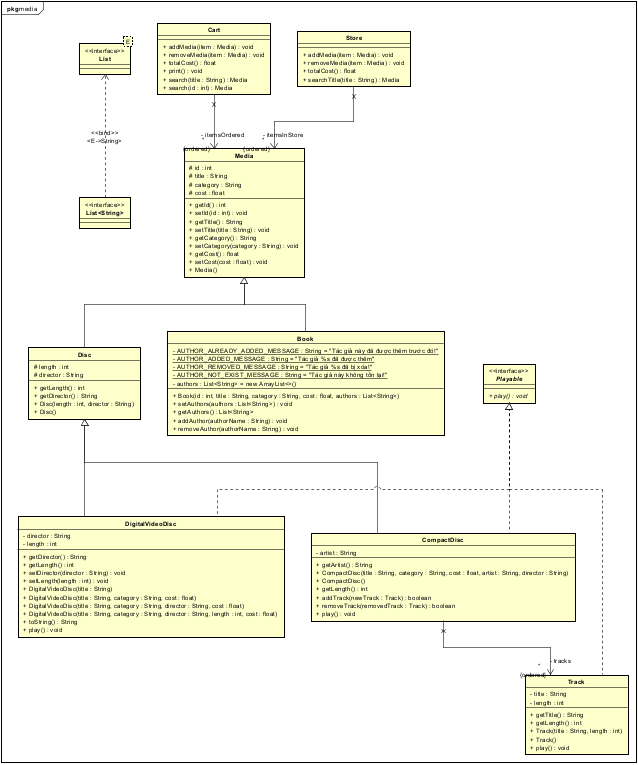 pkg media
Cart
+ addMedia(item : Media) : void
+ removeMedia(item : Media) : void
+ totalCost() : float
+ print() : void
+ search(title : String) : Media
+ search(id : int) : Media
Store
+ addMedia(item : Media) : void
+ removeMedia(item : Media) : void
+ totalCost() : float
+ searchTitle(title : String) : Media
E
<<interface>>
List
<<bind>>
<E->String>
<<interface>>
List<String>
- itemsOrdered
*
{ordered}
- itemsInStore
*
{ordered}
Media
# id : int
# title : String
# category : String
# cost : float
+ getId() : int
+ setId(id : int) : void
+ getTitle() : String
+ setTitle(title : String) : void
+ getCategory() : String
+ setCategory(category : String) : void
+ getCost() : float
+ setCost(cost : float) : void
+ Media()
Disc
# length : int
# director : String
+ getLength() : int
+ getDirector() : String
+ Disc(length : int, director : String)
+ Disc()
Book
- AUTHOR_ALREADY_ADDED_MESSAGE : String = "Tác giả này đã được thêm trước đó!"
- AUTHOR_ADDED_MESSAGE : String = "Tác giả %s đã được thêm"
- AUTHOR_REMOVED_MESSAGE : String = "Tác giả %s đã bị xóa!"
- AUTHOR_NOT_EXIST_MESSAGE : String = "Tác giả này không tồn tại!"
- authors : List<String> = new ArrayList<>()
+ Book(id : int, title : String, category : String, cost : float, authors : List<String>)
+ setAuthors(authors : List<String>) : void
+ getAuthors() : List<String>
+ addAuthor(authorName : String) : void
+ removeAuthor(authorName : String) : void
<<interface>>
Playable
+ play() : void
DigitalVideoDisc
- director : String
- length : int
+ getDirector() : String
+ getLength() : int
+ setDirector(director : String) : void
+ setLength(length : int) : void
+ DigitalVideoDisc(title : String)
+ DigitalVideoDisc(title : String, category : String, cost : float)
+ DigitalVideoDisc(title : String, category : String, director : String, cost : float)
+ DigitalVideoDisc(title : String, category : String, director : String, length : int, cost : float)
+ toString() : String
+ play() : void
CompactDisc
- artist : String
+ getArtist() : String
+ CompactDisc(title : String, category : String, cost : float, artist : String, director : String)
+ CompactDisc()
+ getLength() : int
+ addTrack(newTrack : Track) : boolean
+ removeTrack(removedTrack : Track) : boolean
+ play() : void
- tracks
*
{ordered}
Track
- title : String
- length : int
+ getTitle() : String
+ getLength() : int
+ Track(title : String, length : int)
+ Track()
+ play() : void